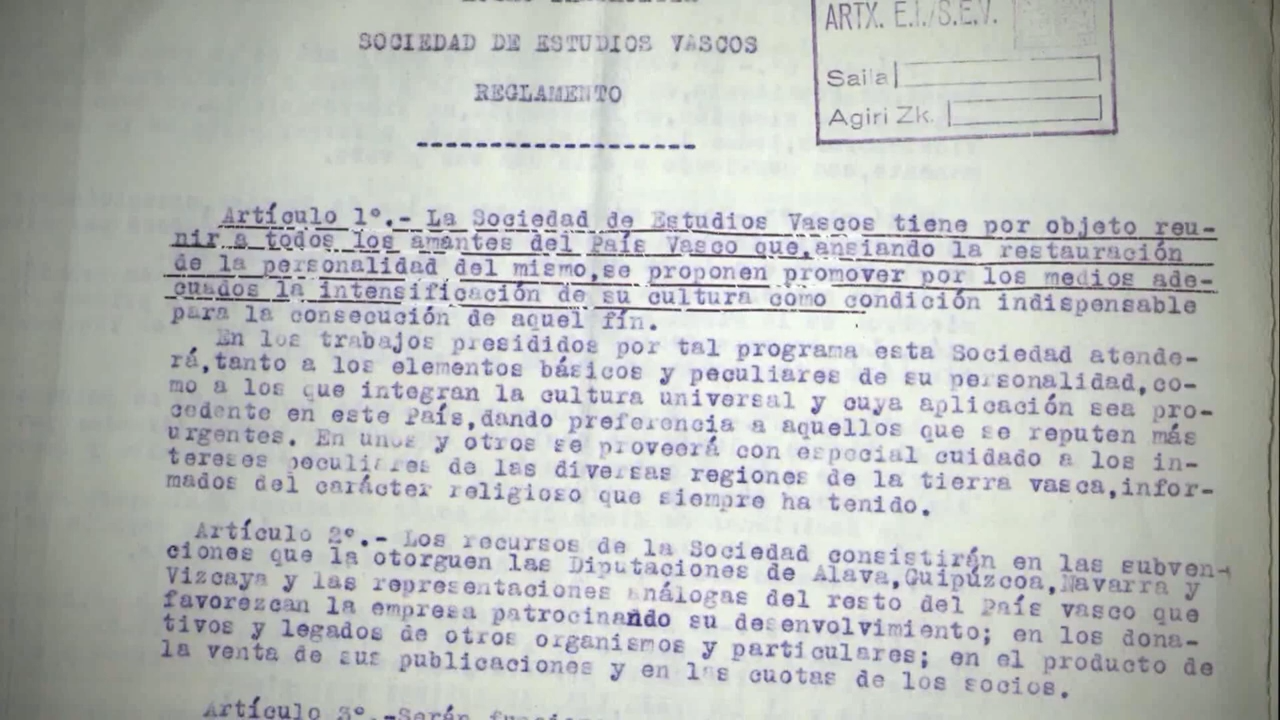 SOCIEDAD DE ESTUDIOS VASCOS
REGLAMENTO
ARTX. E.I./S.E.V.
Saila
Agiri Zk.
Artículo 1º.- La Sociedad de Estudios Vascos tiene por objeto reu-
nir a todos los amantes del País Vasco que,ansiando la restauración
de la personalidad del mismo,se proponen promover por los medios ade-
cuados la intensificación de su cultura como condición indispensable
para la consecución de aquel fín.
En los trabajos presididos por tal programa esta Sociedad atende-
rá,tanto a los elementos básicos y peculiares de su personalidad,co-
mo a los que integran la cultura universal y cuya aplicación sea pro-
cedente en este País,dando preferencia a aquellos que se reputen más
urgentes. En unos y otros se proveerá con especial cuidado a los in-
tereses peculiares de las diversas regiones de la tierra vasca,infor-
mados del carácter religioso que siempre ha tenido.
Artículo 2º.- Los recursos de la Sociedad consistirán en las subven-
ciones que la otorguen las Diputaciones de Alava,Guipúzcoa,Navarra y
Vizcaya y las representaciones análogas del resto del País vasco que
favorezcan la empresa patrocinando su desenvolvimiento; en los dona-
tivos y legados de otros organismos y particulares; en el producto de
la venta de sus publicaciones y en las cuotas de los socios.
Artículo 3º.-Serán